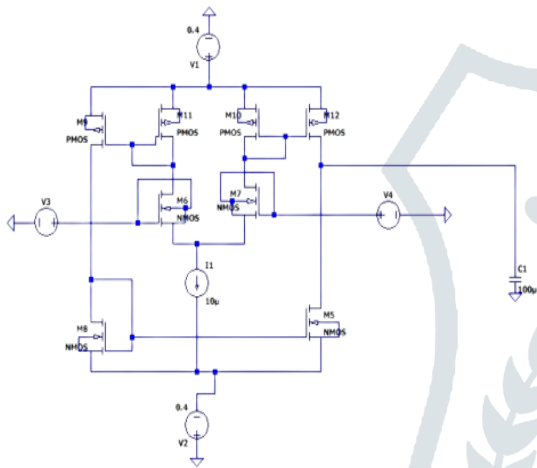 0.4
V1
M9
M11
M10
M12
PMOS
PMOS
PMOS
PMOS
V3
M6
NMOS
M7
NMOS
V4
I1
10µ
C1
100µ
M8
NMOS
M5
NMOS
0.4
V2